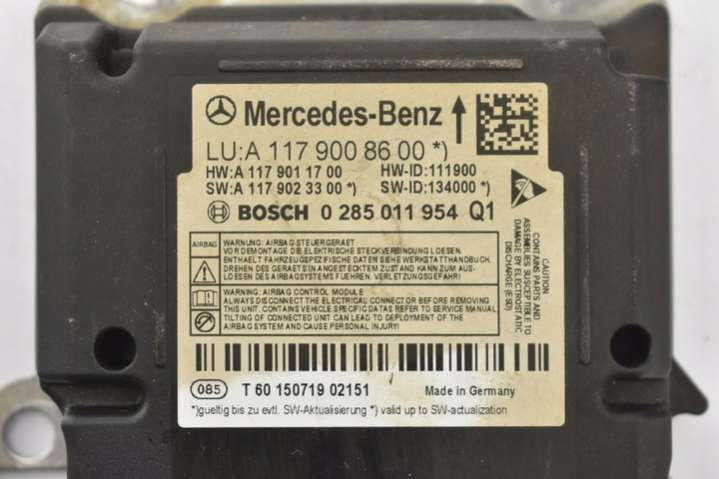 Mercedes-Benz
LU:A 117 900 86 00 *)
HW:A 117 901 17 00 HW-ID:111900
SW:A 117 902 33 00 *) SW-ID:134000 *)
BOSCH 0 285 011 954 Q1
AIRBAG
WARNUNG: AIRBAG STEUERGERAET
VOR DEMONTAGE DIE ELEKTRISCHE STECKVERBINDUNG LOESEN.
ENTHAELT FAHRZEUGSPEZIFISCHE DATEN SIEHE WERKSTATTHANDBUCH.
DREHEN DES GERAETS IN ANGESTECKTEM ZUSTAND KANN ZUM AUS-
LOESEN DES AIRBAGSYSTEMS FUEHREN. VERLETZUNGSGEFAHR!
WARNING: AIRBAG CONTROL MODULE
ALWAYS DISCONNECT THE ELECTRICAL CONNECTOR BEFORE REMOVING
THIS UNIT. CONTAINS VEHICLE SPECIFIC DATAS REFER TO SERVICE MANUAL.
TILTING OF CONNECTED UNIT CAN LEAD TO DEPLOYMENT OF THE
AIRBAG SYSTEM AND CAUSE PERSONAL INJURY!
CAUTION
CONTAINS PARTS AND
ASSEMBLIES SUSCEPTIBLE TO
DAMAGE BY ELECTROSTATIC
DISCHARGE (ESD)
085 T 60 150719 02151 Made in Germany
*)gueltig bis zu evtl. SW-Aktualisierung *) valid up to SW-actualization